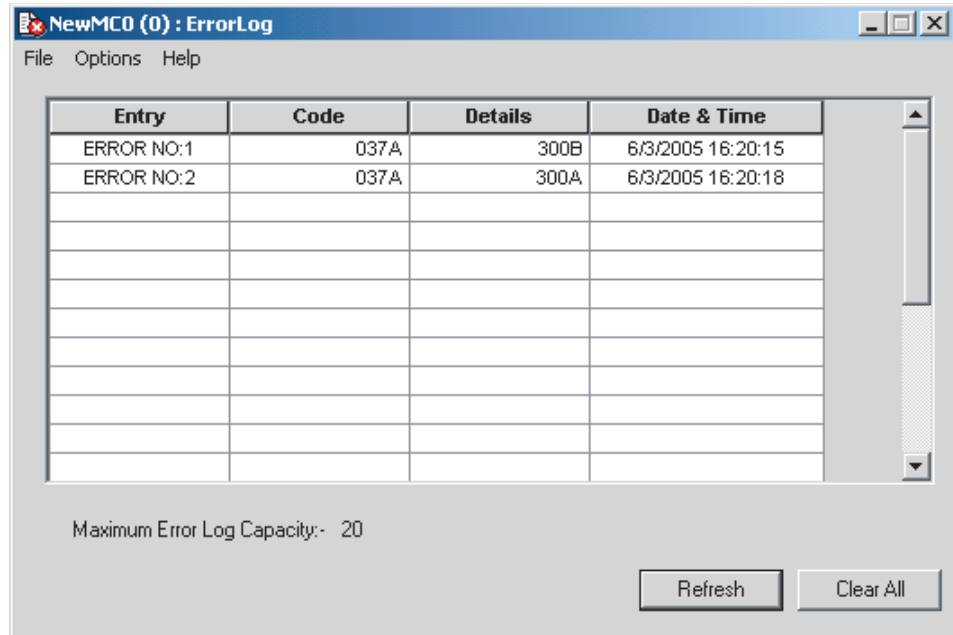 NewMC0 (0) : ErrorLog
File Options Help
Entry Code Details Date & Time
ERROR NO:1 037A 300B 6/3/2005 16:20:15
ERROR NO:2 037A 300A 6/3/2005 16:20:18
Maximum Error Log Capacity:- 20
Refresh Clear All